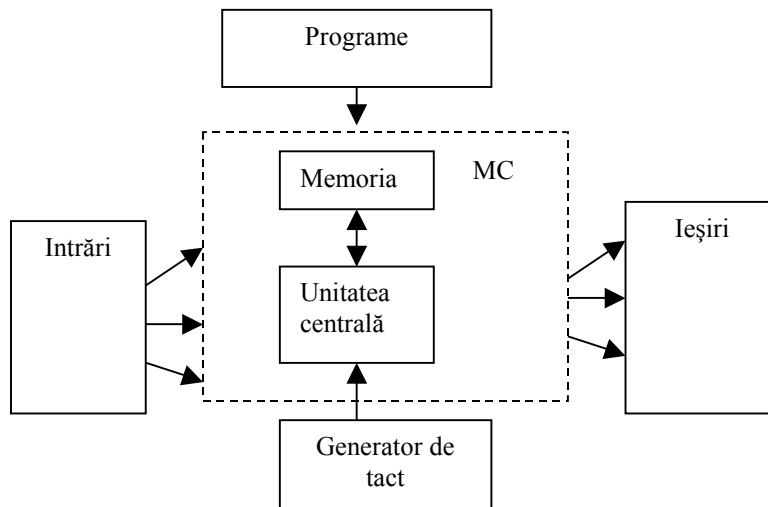 Programe
Memoria
MC
Intrări
Ieşiri
Unitatea
centrală
Generator de
tact